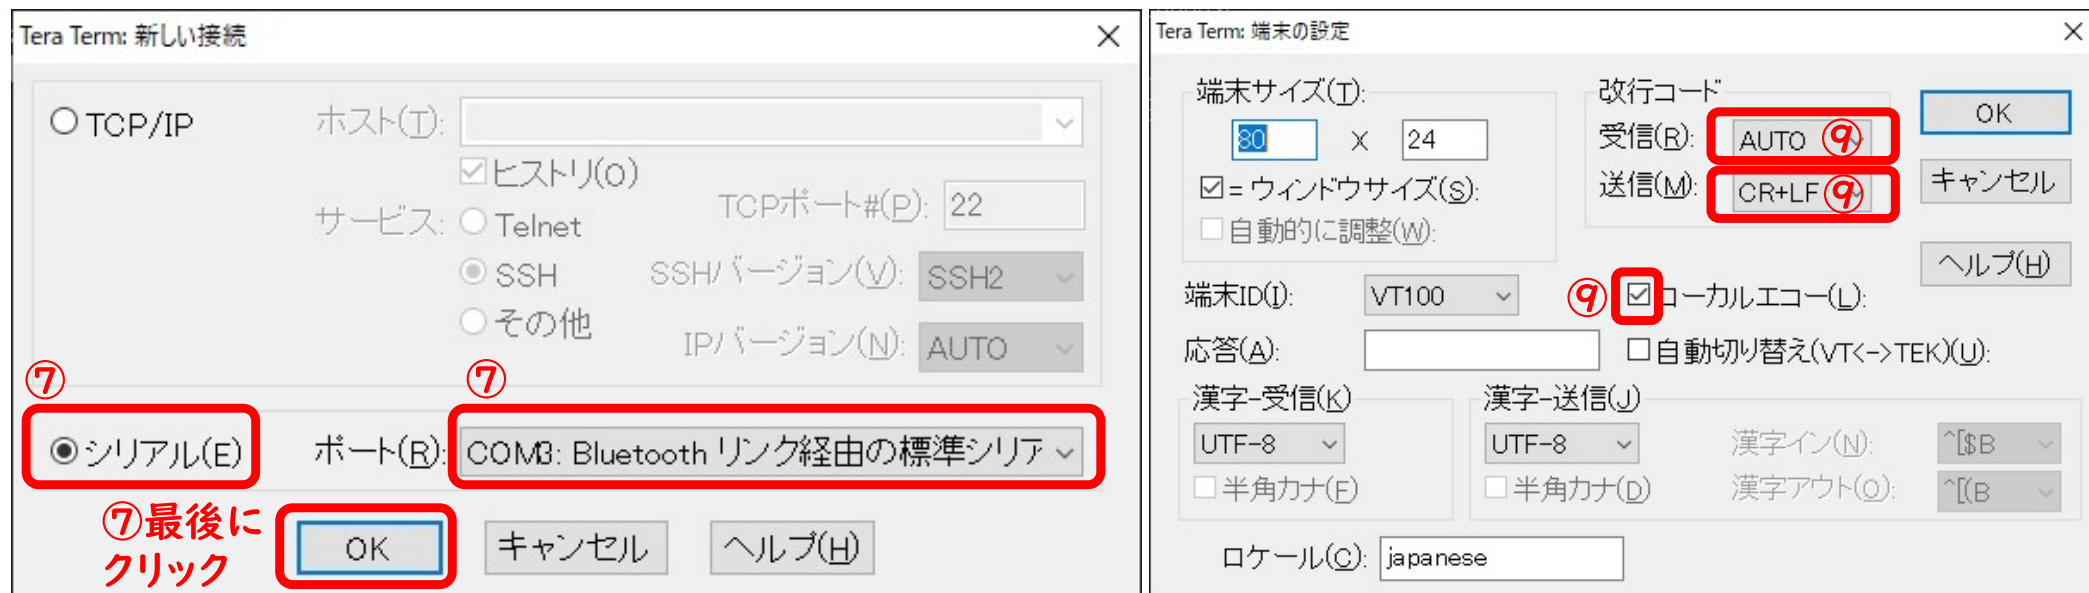 Tera Term: 新しい接続
TCP/IP
ホスト(T):
ヒストリ(O)
サービス:
Telnet
TCPポート#(P): 22
SSH
SSHバージョン(V): SSH2
その他
IPバージョン(N): AUTO
⑦
⑦
シリアル(E)
ポート(R):
COM3: Bluetooth リンク経由の標準シリア
⑦最後に
クリック
OK
キャンセル
ヘルプ(H)
Tera Term: 端末の設定
端末サイズ(T):
80 X 24
= ウィンドウサイズ(S):
自動的に調整(W):
改行コード
受信(R): AUTO ⑨
送信(M): CR+LF ⑨
OK
キャンセル
ヘルプ(H)
端末ID(I): VT100
⑨
ーカルエコー(L):
応答(A):
自動切り替え(VT<->TEK)(U):
漢字-受信(K)
UTF-8
半角カナ(F)
漢字-送信(J)
UTF-8
漢字イン(N): ^[$B
半角カナ(D)
漢字アウト(O): ^[(B
ロケール(C): japanese